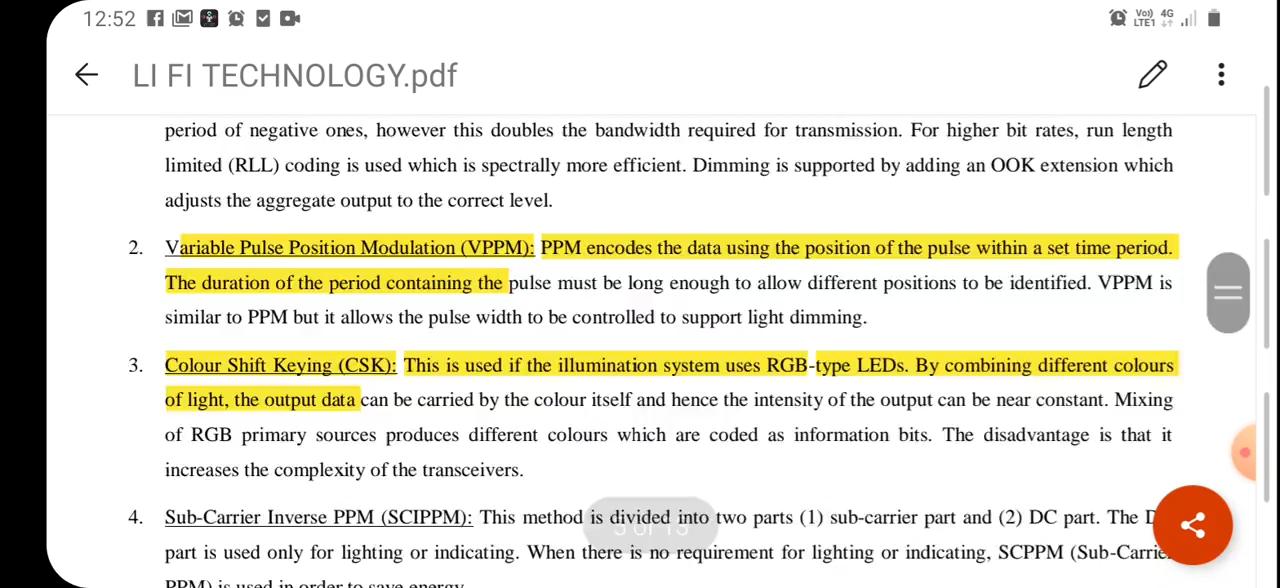 12:52
Vo))
LTE1
4G
LI FI TECHNOLOGY.pdf
period of negative ones, however this doubles the bandwidth required for transmission. For higher bit rates, run length
limited (RLL) coding is used which is spectrally more efficient. Dimming is supported by adding an OOK extension which
adjusts the aggregate output to the correct level.
2. Variable Pulse Position Modulation (VPPM): PPM encodes the data using the position of the pulse within a set time period.
The duration of the period containing the pulse must be long enough to allow different positions to be identified. VPPM is
similar to PPM but it allows the pulse width to be controlled to support light dimming.
3. Colour Shift Keying (CSK): This is used if the illumination system uses RGB-type LEDs. By combining different colours
of light, the output data can be carried by the colour itself and hence the intensity of the output can be near constant. Mixing
of RGB primary sources produces different colours which are coded as information bits. The disadvantage is that it
increases the complexity of the transceivers.
4. Sub-Carrier Inverse PPM (SCIPPM): This method is divided into two parts (1) sub-carrier part and (2) DC part. The
part is used only for lighting or indicating. When there is no requirement for lighting or indicating, SCPPM (Sub-Carrier
PPM) is used in order to save energy